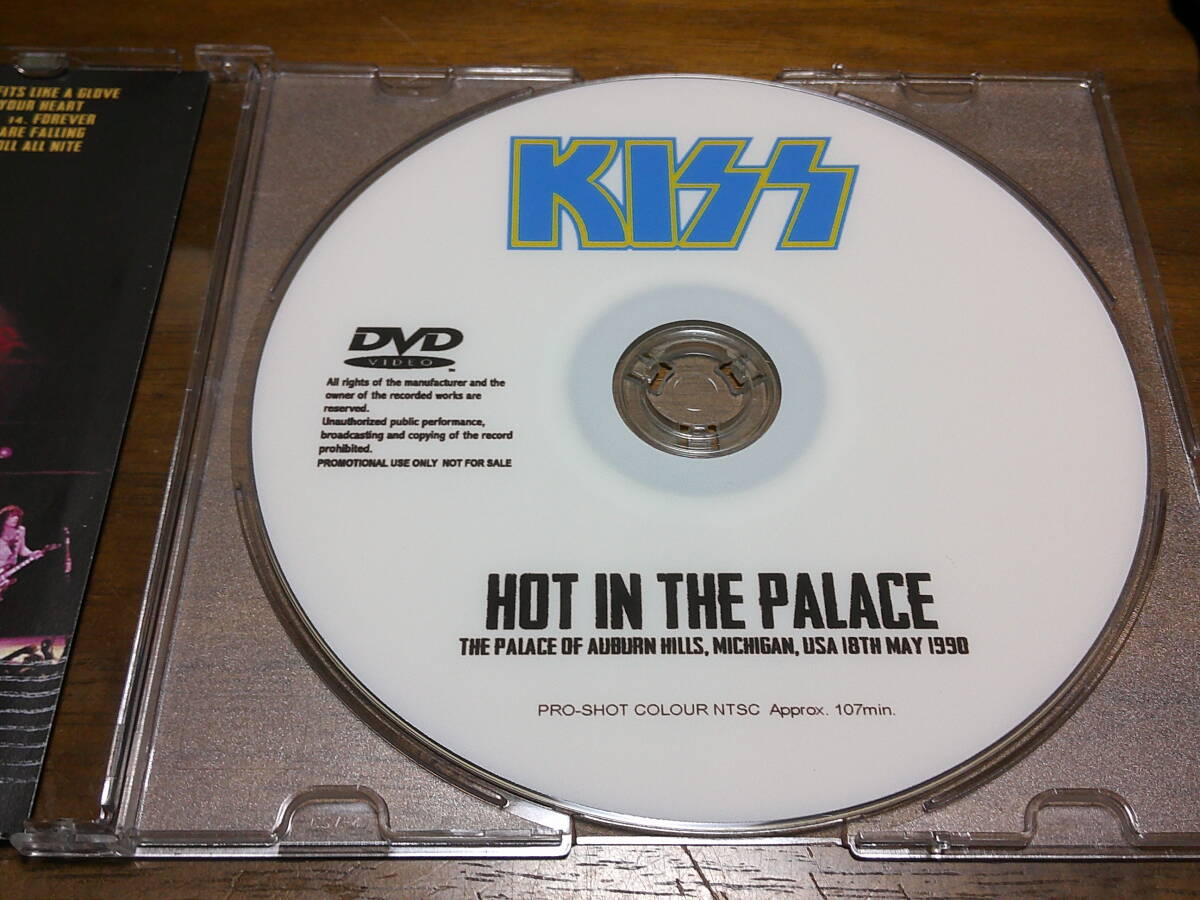 FITS LIKE A GLOVE
YOUR HEART
14. FOREVER
ARE FALLING
OLL ALL NITE
KISS
DVD
VIDEO
TM
All rights of the manufacturer and the
owner of the recorded works are
reserved.
Unauthorized public performance,
broadcasting and copying of the record
prohibited.
PROMOTIONAL USE ONLY NOT FOR SALE
HOT IN THE PALACE
THE PALACE OF AUBURN HILLS, MICHIGAN, USA 18TH MAY 1990
PRO-SHOT COLOUR NTSC Approx. 107min.